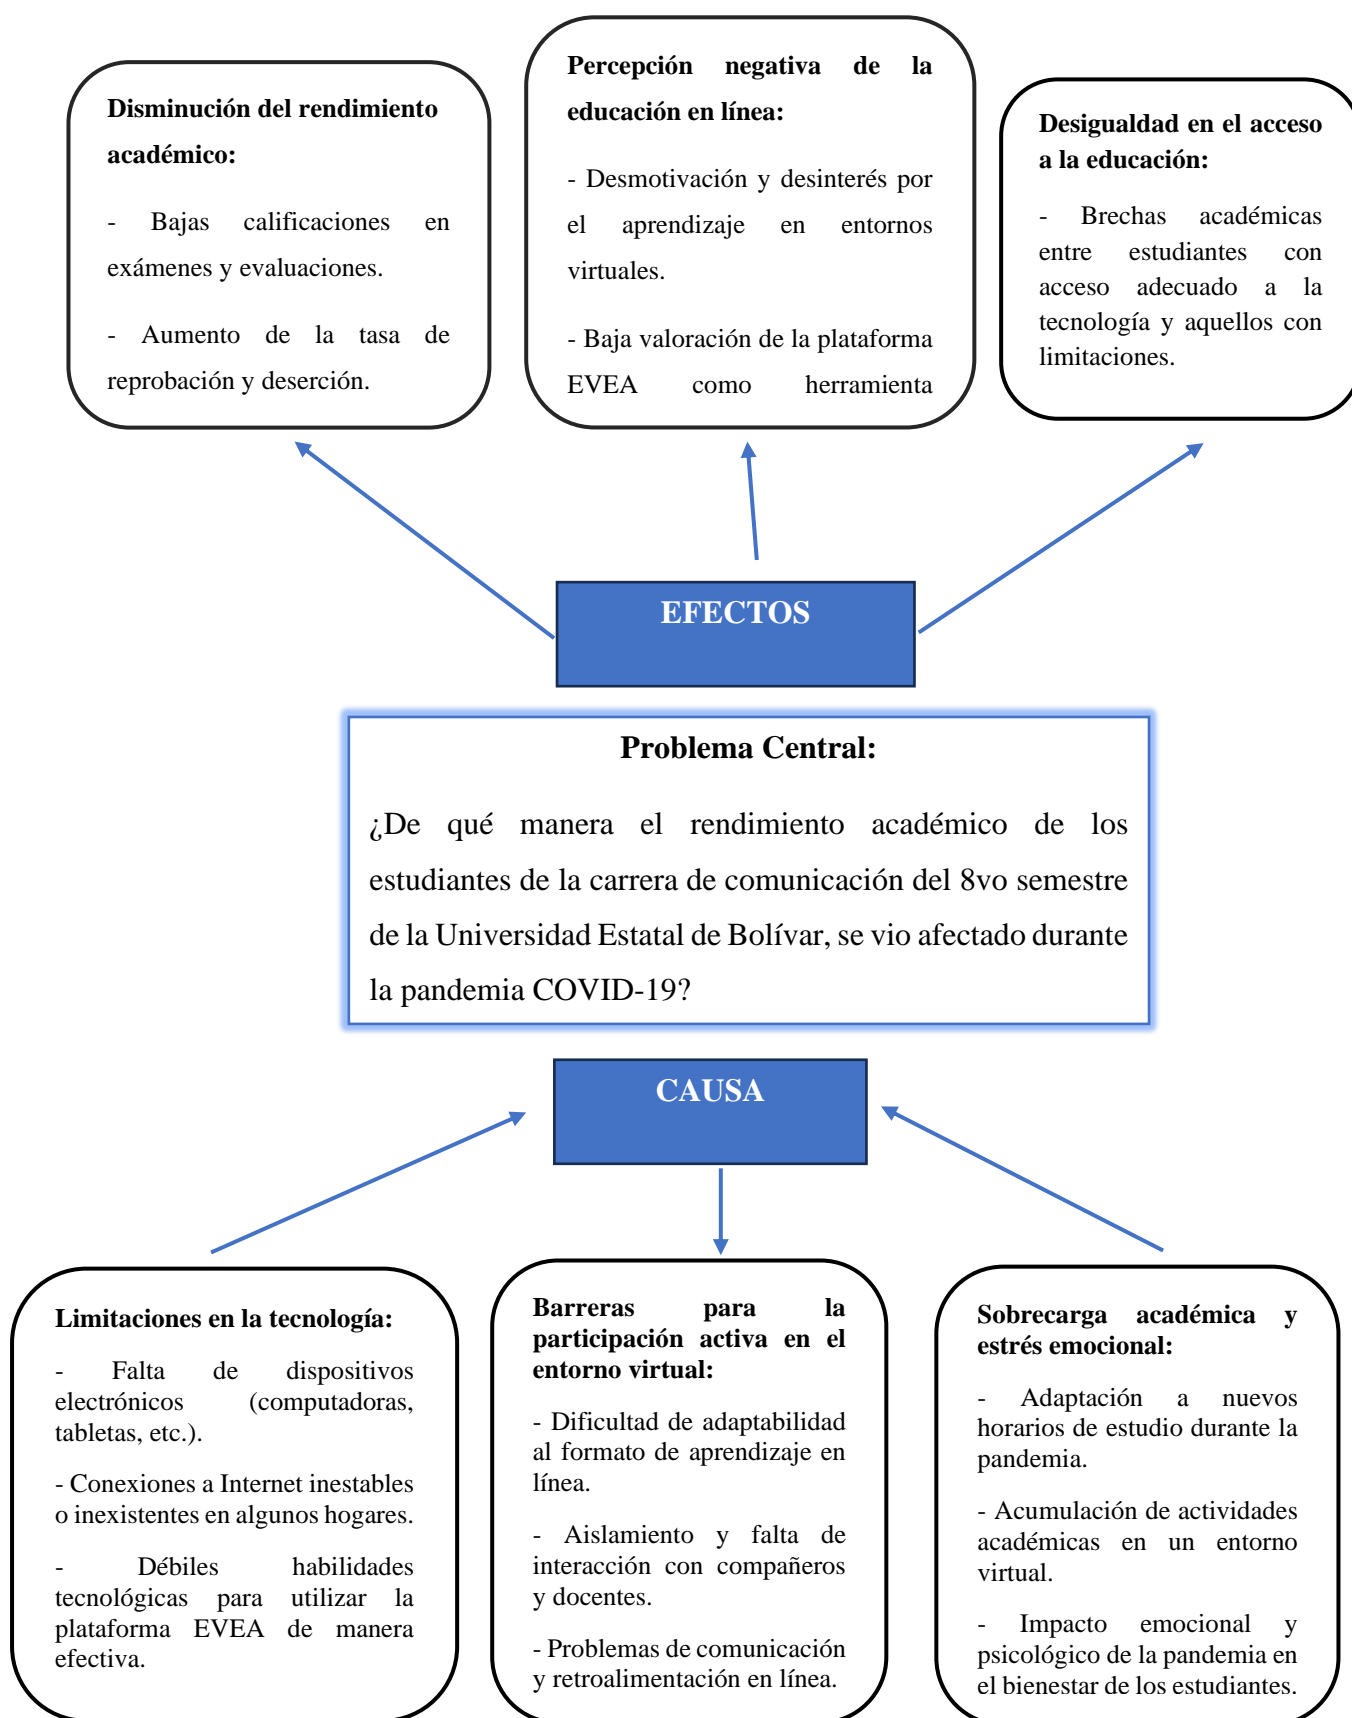 Disminución del rendimiento
académico:
- Bajas calificaciones en
exámenes y evaluaciones.
- Aumento de la tasa de
reprobación y deserción.
Percepción negativa de la
educación en línea:
- Desmotivación y desinterés por
el aprendizaje en entornos
virtuales.
- Baja valoración de la plataforma
EVEA como herramienta
Desigualdad en el acceso
a la educación:
- Brechas académicas
entre estudiantes con
acceso adecuado a la
tecnología y aquellos con
limitaciones.
EFECTOS
Problema Central:
¿De qué manera el rendimiento académico de los
estudiantes de la carrera de comunicación del 8vo semestre
de la Universidad Estatal de Bolívar, se vio afectado durante
la pandemia COVID-19?
CAUSA
Limitaciones en la tecnología:
- Falta de dispositivos
electrónicos (computadoras,
tabletas, etc.).
- Conexiones a Internet inestables
o inexistentes en algunos hogares.
- Débiles habilidades
tecnológicas para utilizar la
plataforma EVEA de manera
efectiva.
Barreras para la
participación activa en el
entorno virtual:
- Dificultad de adaptabilidad
al formato de aprendizaje en
línea.
- Aislamiento y falta de
interacción con compañeros
y docentes.
- Problemas de comunicación
y retroalimentación en línea.
Sobrecarga académica y
estrés emocional:
- Adaptación a nuevos
horarios de estudio durante la
pandemia.
- Acumulación de actividades
académicas en un entorno
virtual.
- Impacto emocional y
psicológico de la pandemia en
el bienestar de los estudiantes.